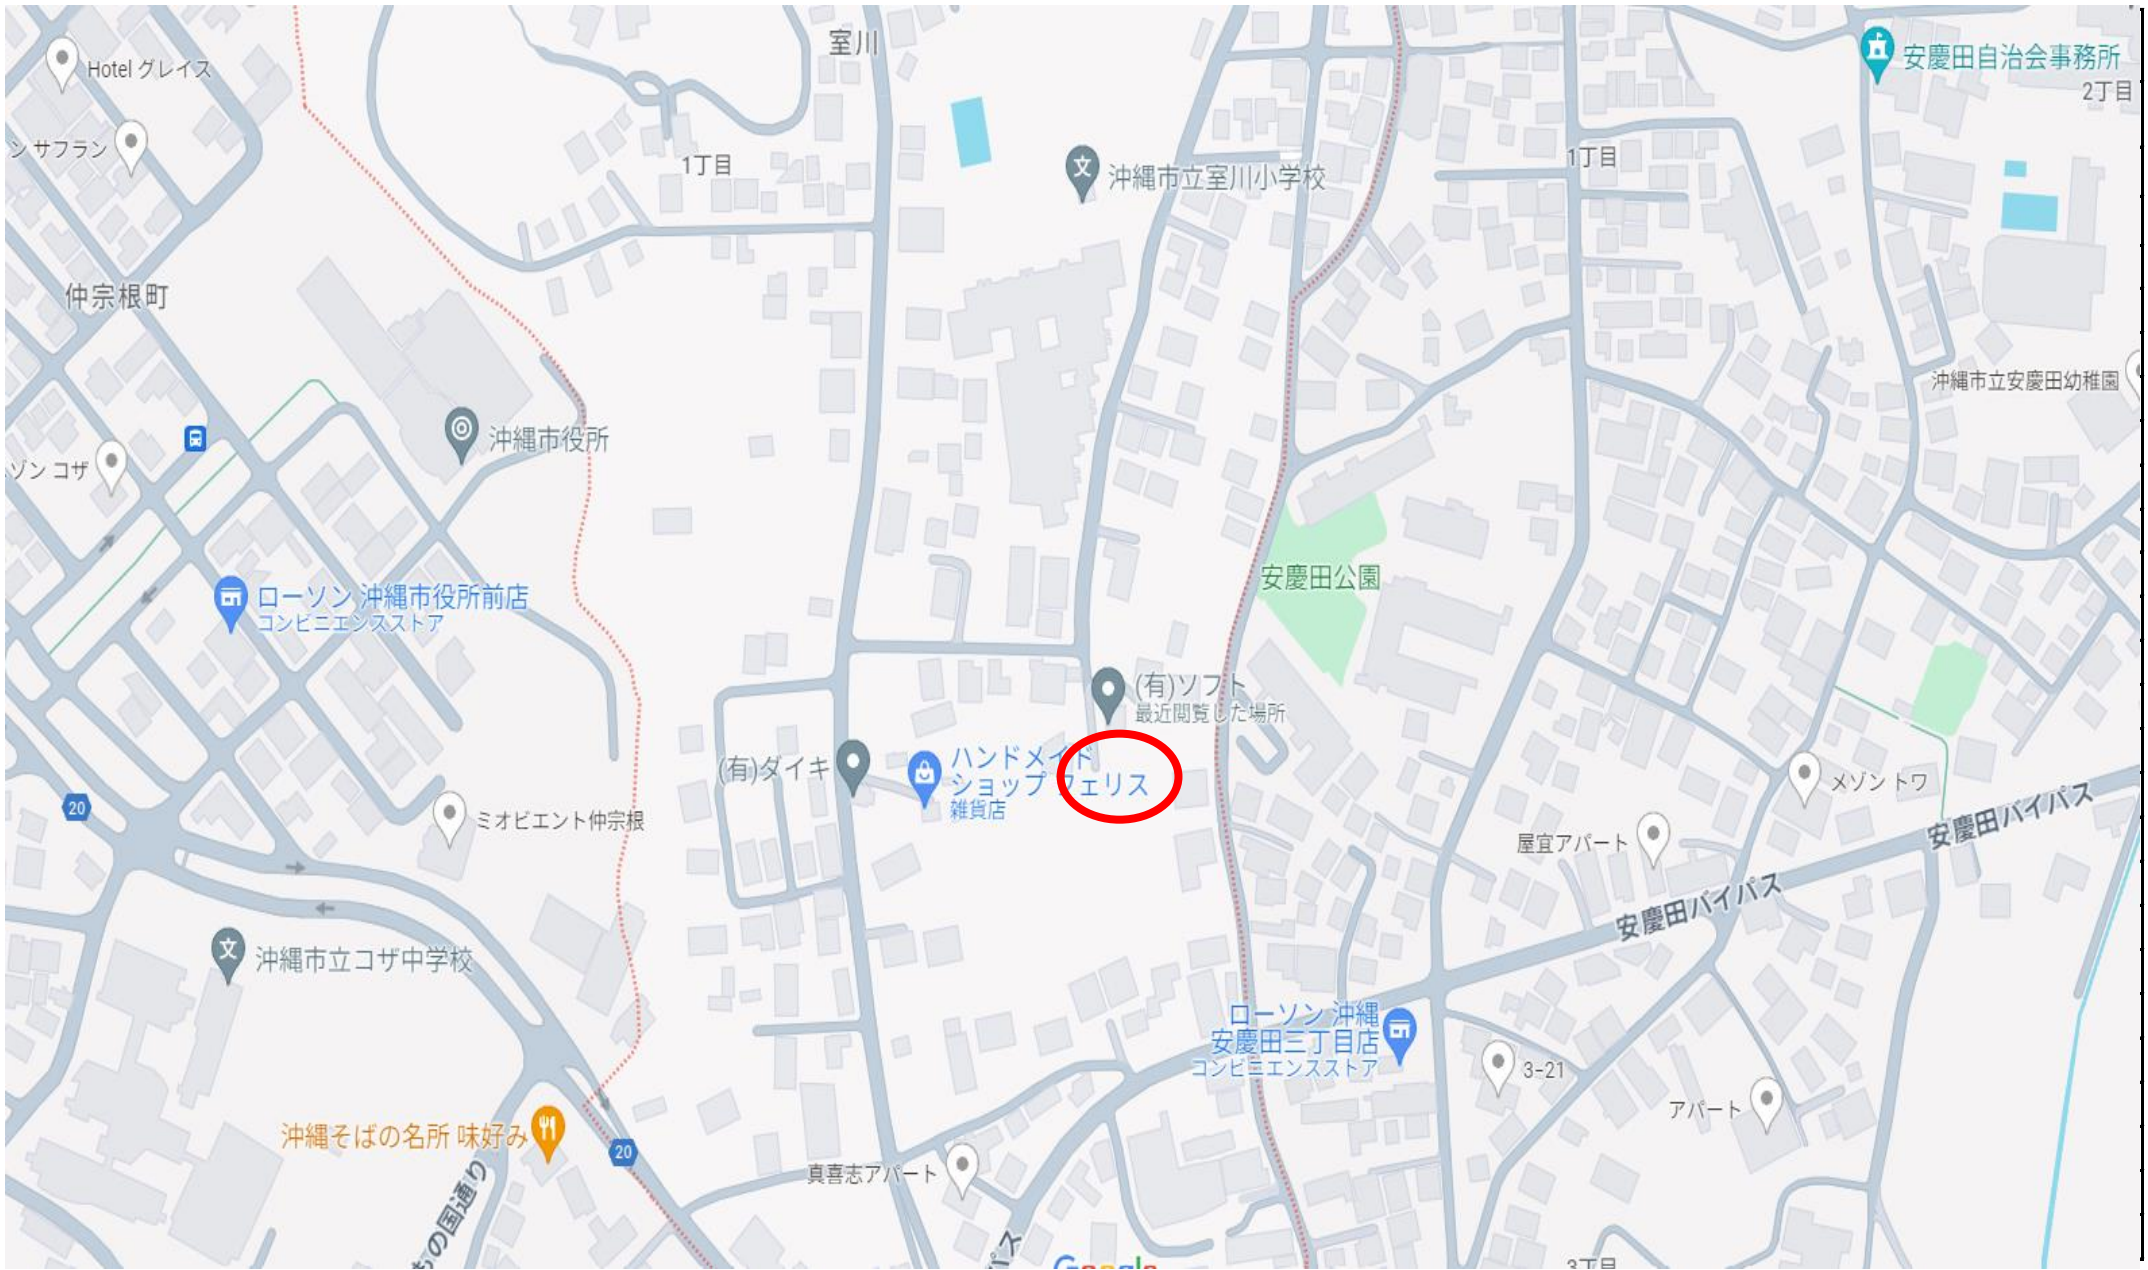 室川
Hotel グレイス
安慶田自治会事務所
2丁目
ン サフラン
1丁目
沖縄市立室川小学校
1丁目
仲宗根町
沖縄市立安慶田幼稚園
沖縄市役所
ゾン コザ
安慶田公園
ローソン 沖縄市役所前店
コンビニエンスストア
(有)ソフト
最近閲覧した場所
(有)ダイキ
ハンドメイド
ショップ フェリス
雑貨店
メゾン トワ
20
ミオビエント仲宗根
屋宜アパート
安慶田バイパス
安慶田バイパス
沖縄市立コザ中学校
ローソン 沖縄
安慶田三丁目店
コンビニエンスストア
3-21
アパート
沖縄そばの名所 味好み
20
真喜志アパート
もの国通り
パス
Google
3丁目